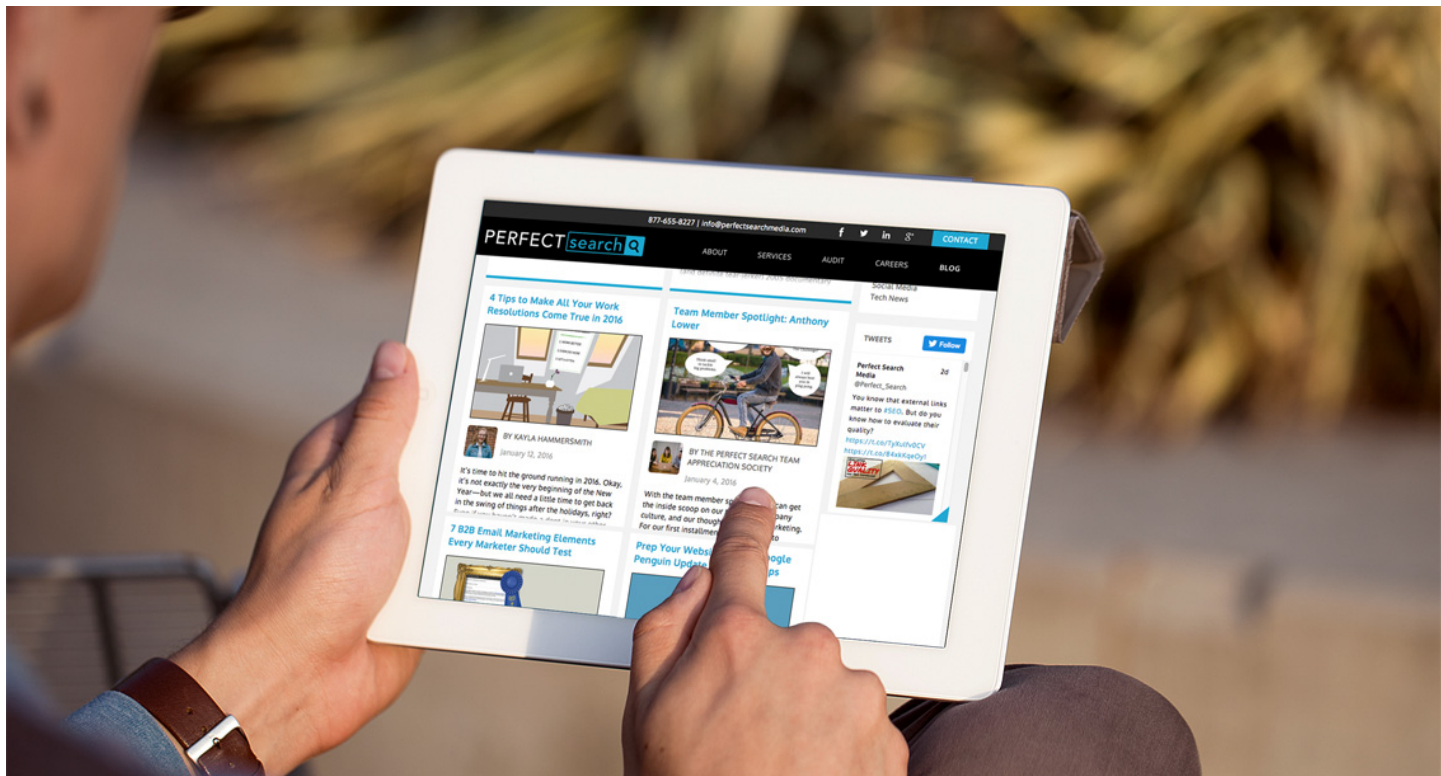 877-655-8227 | info@perfectsearchmedia.com
CONTACT
PERFECT search
ABOUT
SERVICES
AUDIT
CAREERS
BLOG
Social Media
Tech News
4 Tips to Make All Your Work
Resolutions Come True in 2016
BY KAYLA HAMMERSMITH
January 12, 2016
It's time to hit the ground running in 2016. Okay,
it's not exactly the very beginning of the New
Year—but we all need a little time to get back
in the swing of things after the holidays, right?
Team Member Spotlight: Anthony
Lower
BY THE PERFECT SEARCH TEAM
APPRECIATION SOCIETY
January 4, 2016
With the team member can get
the inside scoop on our
culture, and our
For our first to
TWEETS
Follow
Perfect Search
Media
2d
@Perfect_Search
You know that external links
matter to #SEO. But do you
know how to evaluate their
quality?
LINK
QUALITY
7 B2B Email Marketing Elements
Every Marketer Should Test
Prep Your
Penguin Update